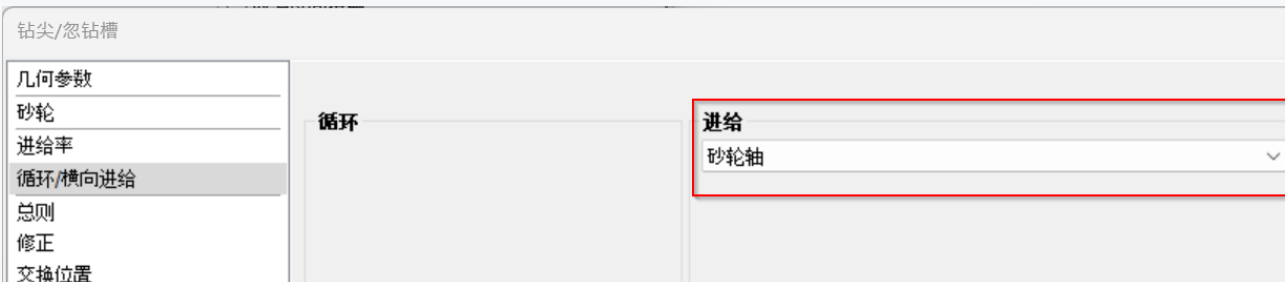 钻尖/忽钻槽
几何参数
砂轮
进给率
循环/横向进给
总则
修正
交换位置
循环
进给
砂轮轴